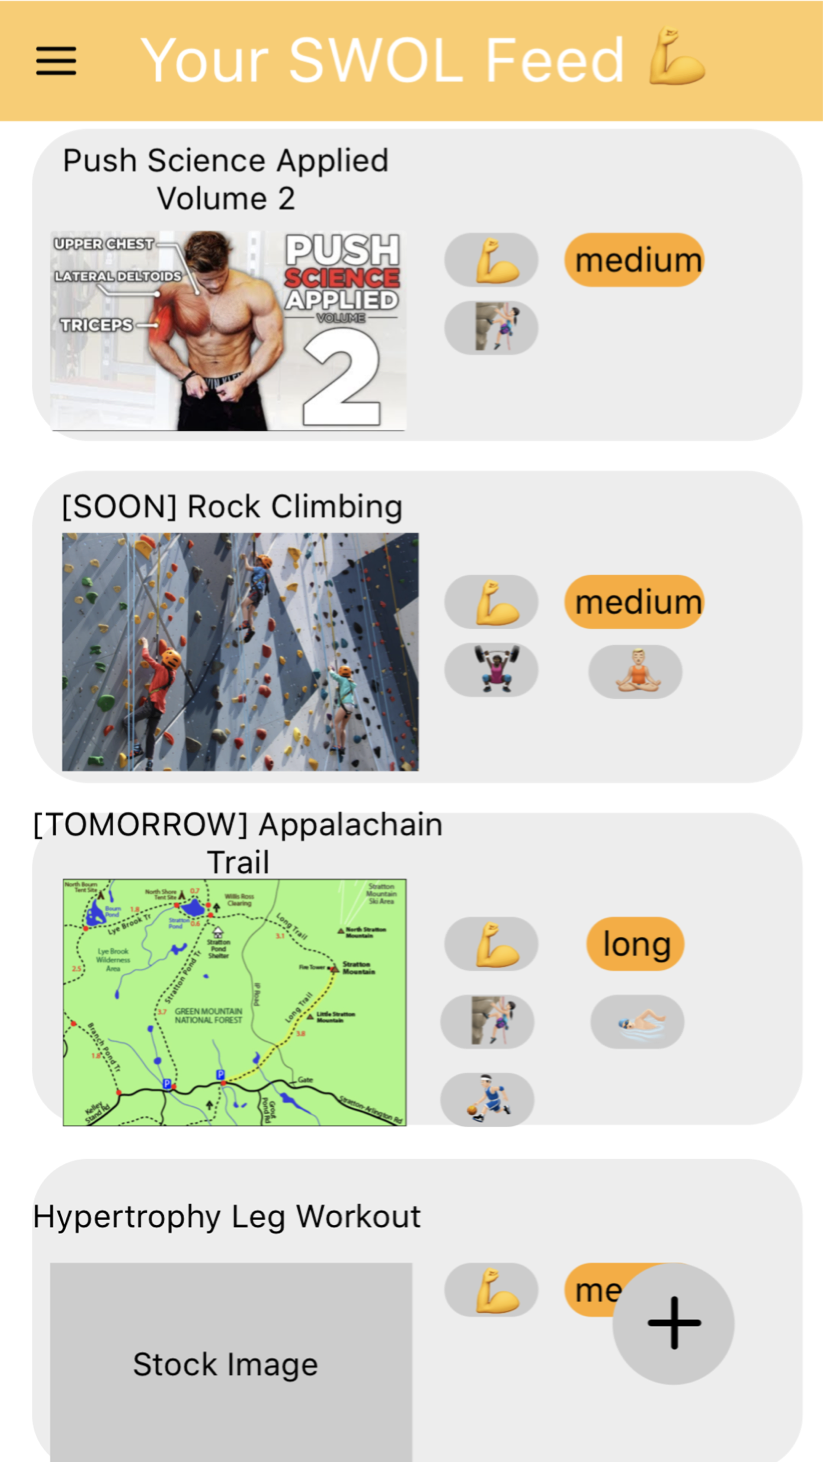 Your SWOL Feed 💪
Push Science Applied
Volume 2
UPPER CHEST
LATERAL DELTOIDS
TRICEPS
PUSH
SCIENCE
APPLIED
VOLUME
2
medium
[SOON] Rock Climbing
medium
[TOMORROW] Appalachain
Trail
North Bourn
Tent Site
Bourn
Pond
1.8
Lye Brook Tr
North Shore
Tent Site
0.7
Willis Ross
Clearing
Stratton
Pond
Stratton
Pond
Shelter
Stratton
Mountain
Ski Area
Long Trail
3.1
North Stratton
Mountain
Lye Brook
Wilderness
Area
2.5
Stratton Pond Tr
Fire Tower
Stratton
Mountain
IP Road
3.7
GREEN MOUNTAIN
NATIONAL FOREST
Long Trail
Little Stratton
Mountain
3.8
Branch Pond Tr
P
P
Gate
Kelley
Stand Rd
Grout
Pond Rd
Stratton-Arlington Rd
long
Hypertrophy Leg Workout
Stock Image
me